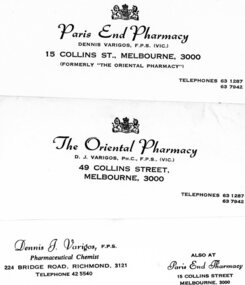 Paris End Pharmacy
DENNIS VARIGOS, F.P.S. (VIC.)
15 COLLINS ST., MELBOURNE, 3000
(FORMERLY "THE ORIENTAL PHARMACY")
TELEPHONES 63 1287
63 7942
The Oriental Pharmacy
D. J. VARIGOS, PH.C., F.P.S., (VIC.)
49 COLLINS STREET,
MELBOURNE, 3000
TELEPHONES 63 1287
63 7942
Dennis J. Varigos, F.P.S.
Pharmaceutical Chemist
224 BRIDGE ROAD, RICHMOND, 3121
TELEPHONE 42 5540
ALSO AT
Paris End Pharmacy
15 COLLINS STREET
MELBOURNE, 3000